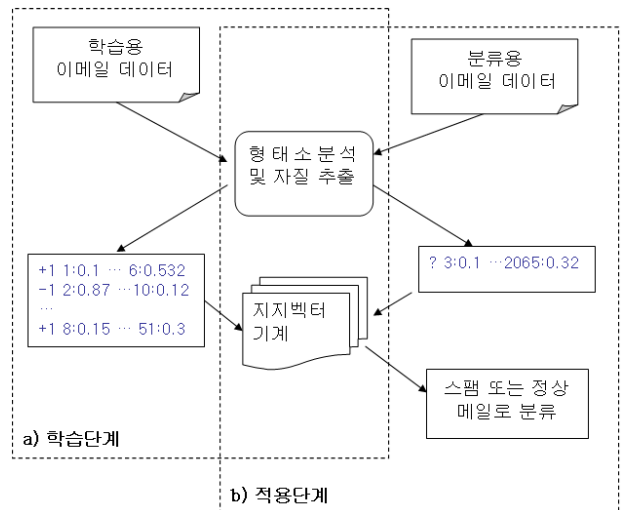 학습용
이메일 데이터
분류용
이메일 데이터
형태소분석
및 자질 추출
+1 1:0.1 … 6:0.532
-1 2:0.87 …10:0.12
…
+1 8:0.15 … 51:0.3
? 3:0.1 …2065:0.32
지지벡터
기계
스팸 또는 정상
메일로 분류
a) 학습단계
b) 적용단계